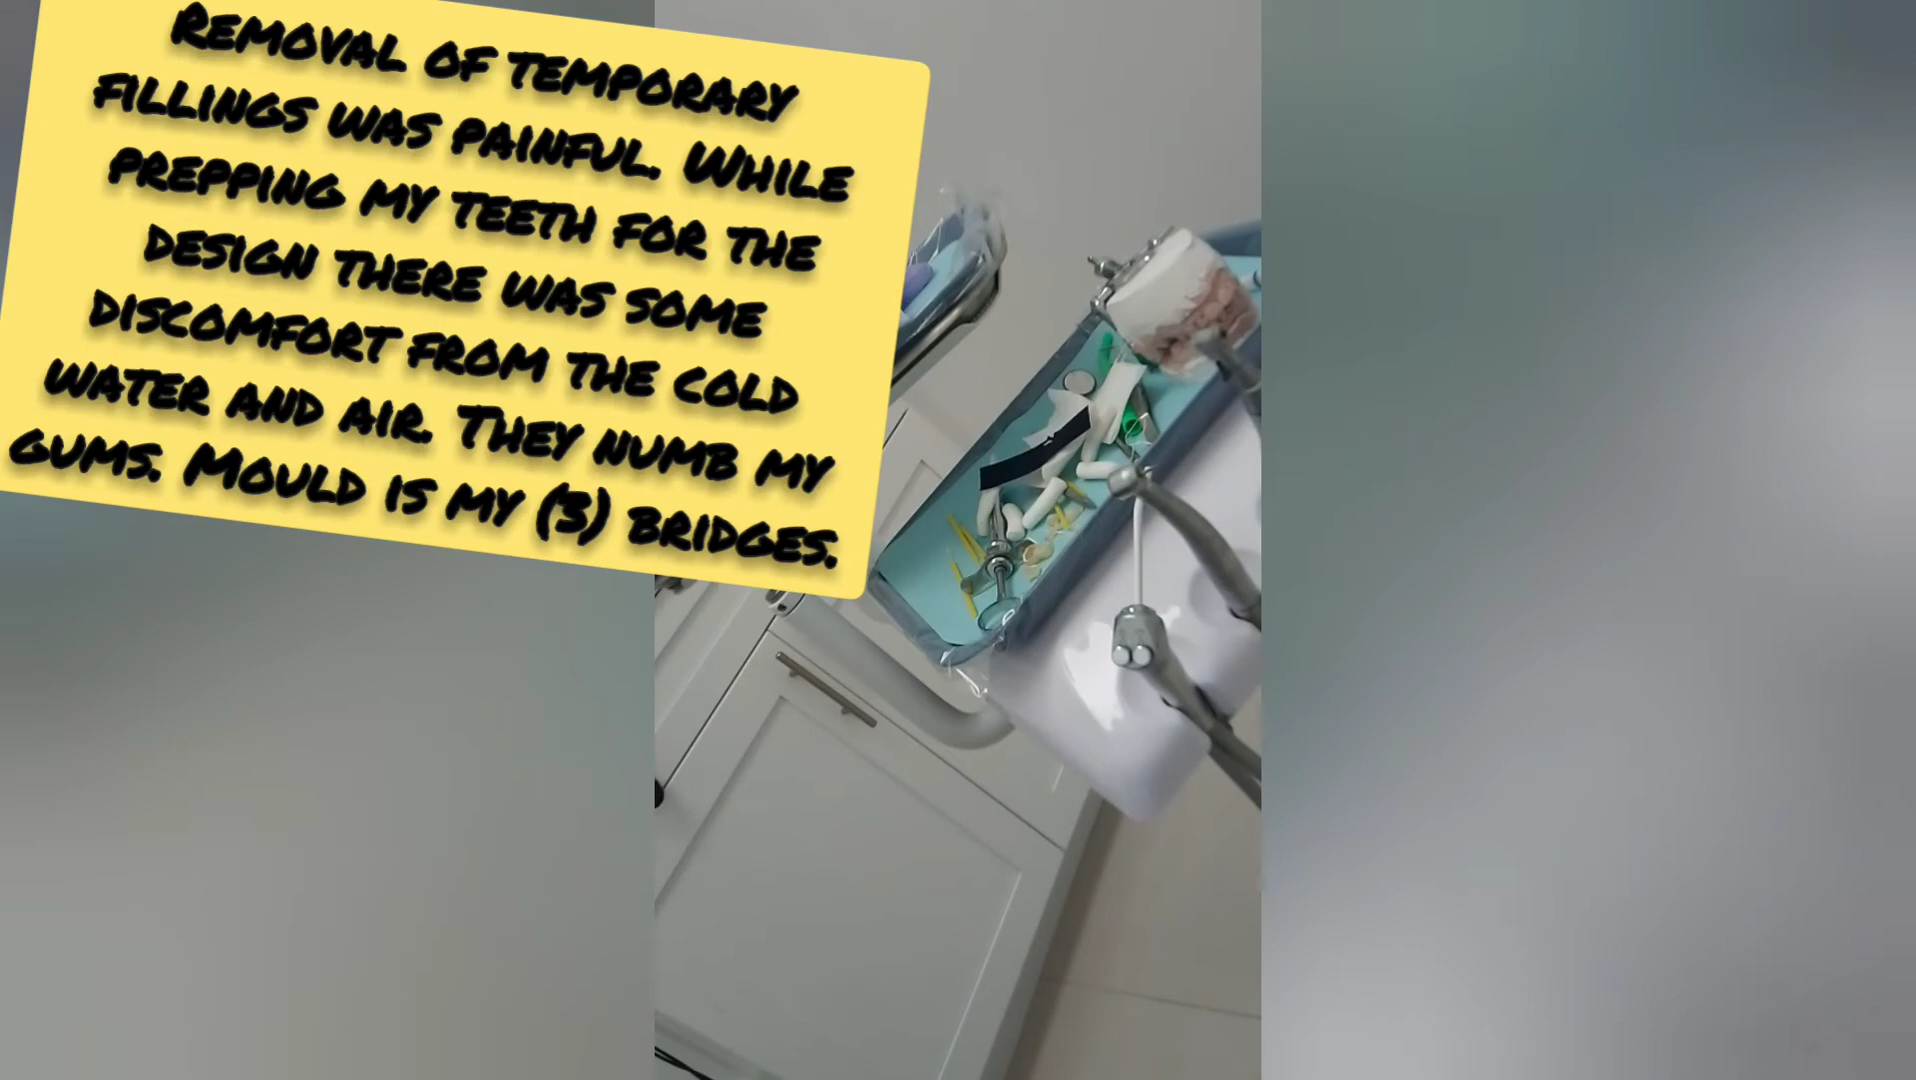 Removal of temporary
fillings was painful. While
prepping my teeth for the
design there was some
discomfort from the cold
water and air. They numb my
gums. Mould is my (3) bridges.